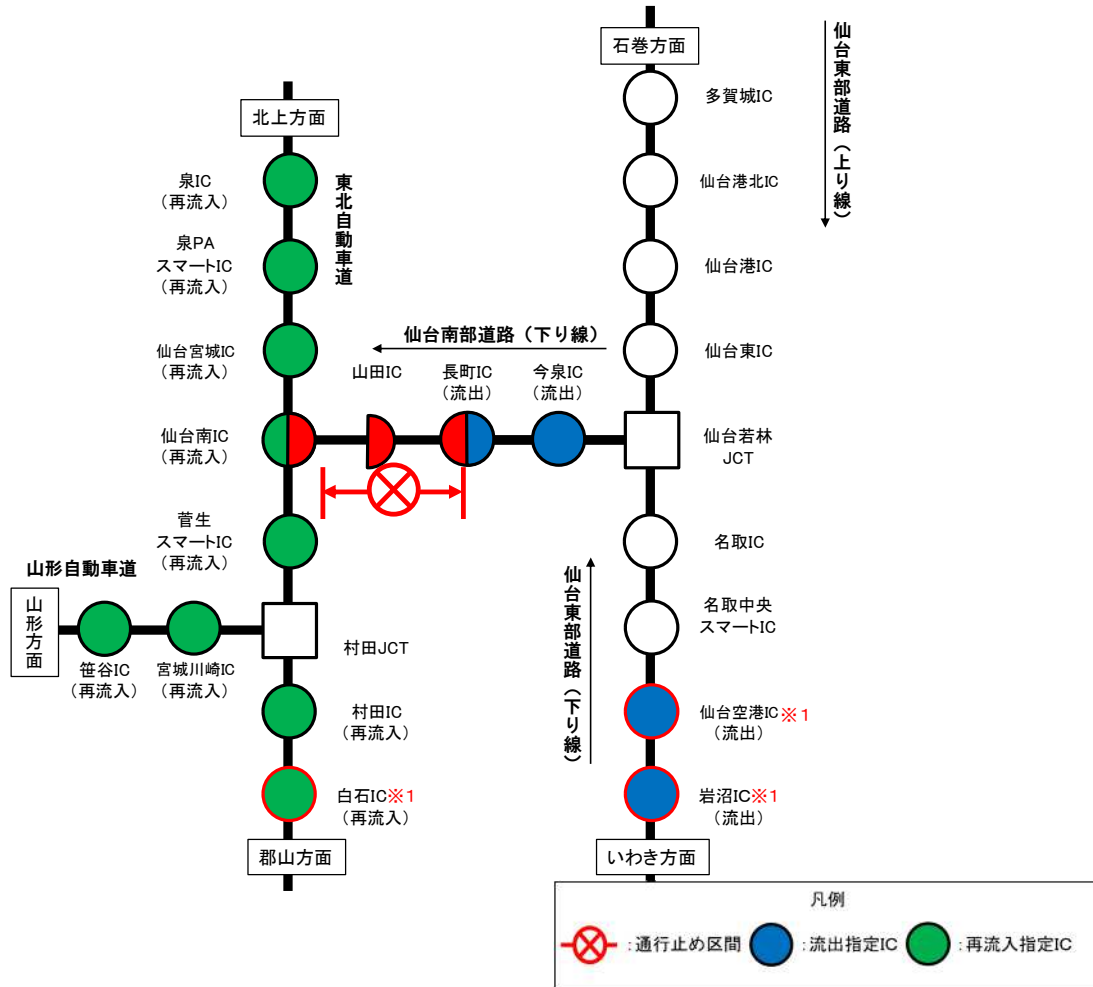 石巻方面
仙台東部道路（上り線）
多賀城IC
北上方面
仙台港北IC
泉IC
（再流入）
東北自動車道
泉PA
スマートIC
（再流入）
仙台港IC
仙台南部道路（下り線）
仙台宮城IC
（再流入）
山田IC
長町IC
（流出）
今泉IC
（流出）
仙台東IC
仙台南IC
（再流入）
仙台若林
JCT
菅生
スマートIC
（再流入）
名取IC
山形自動車道
仙台東部道路（下り線）
山形方面
名取中央
スマートIC
笹谷IC
（再流入）
宮城川崎IC
（再流入）
村田JCT
村田IC
（再流入）
仙台空港IC※1
（流出）
白石IC※1
（再流入）
岩沼IC※1
（流出）
郡山方面
いわき方面
凡例
：通行止め区間
：流出指定IC
：再流入指定IC